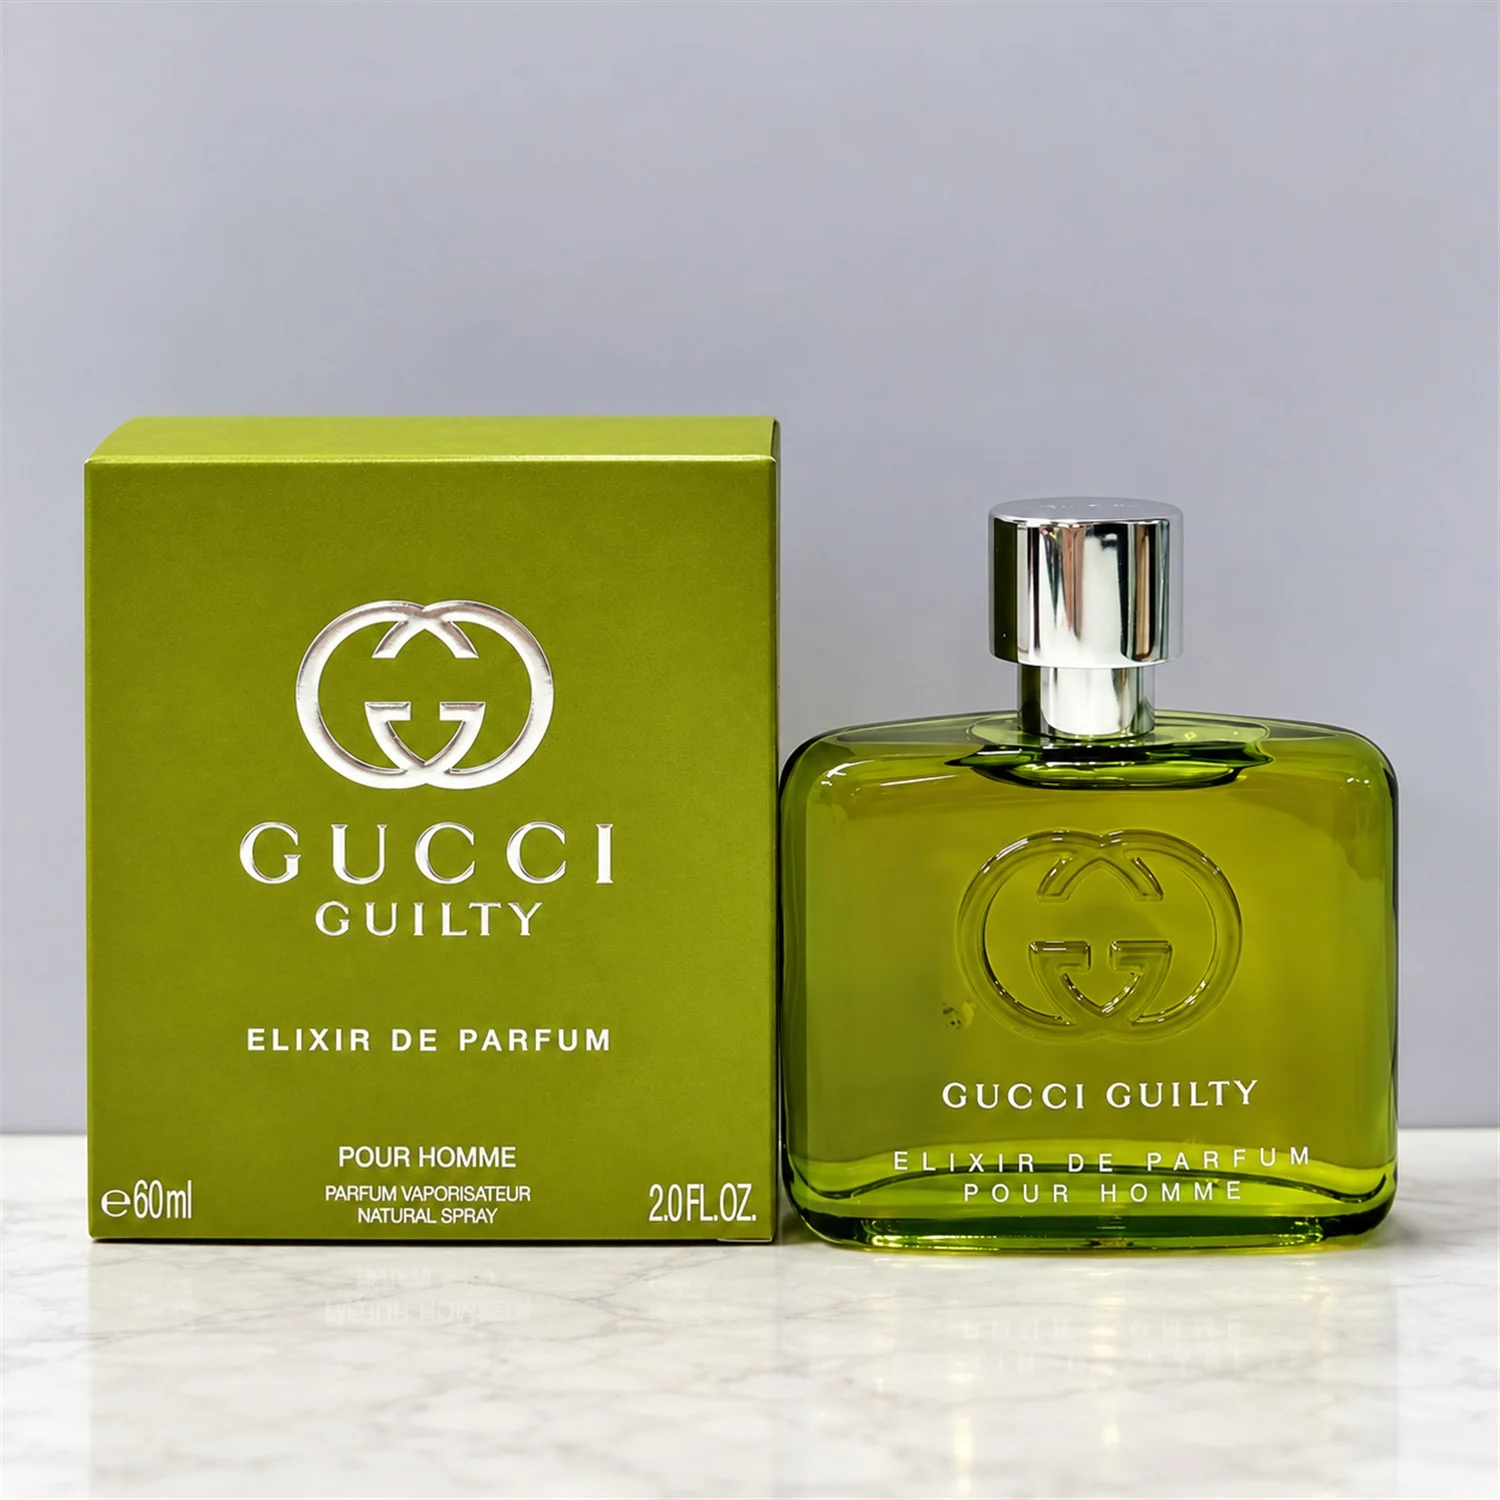 GUCCI
GUILTY
ELIXIR DE PARFUM
POUR HOMME
PARFUM VAPORISATEUR
NATURAL SPRAY
℮60ml
2.0 FL.OZ.
GUCCI GUILTY
ELIXIR DE PARFUM
POUR HOMME